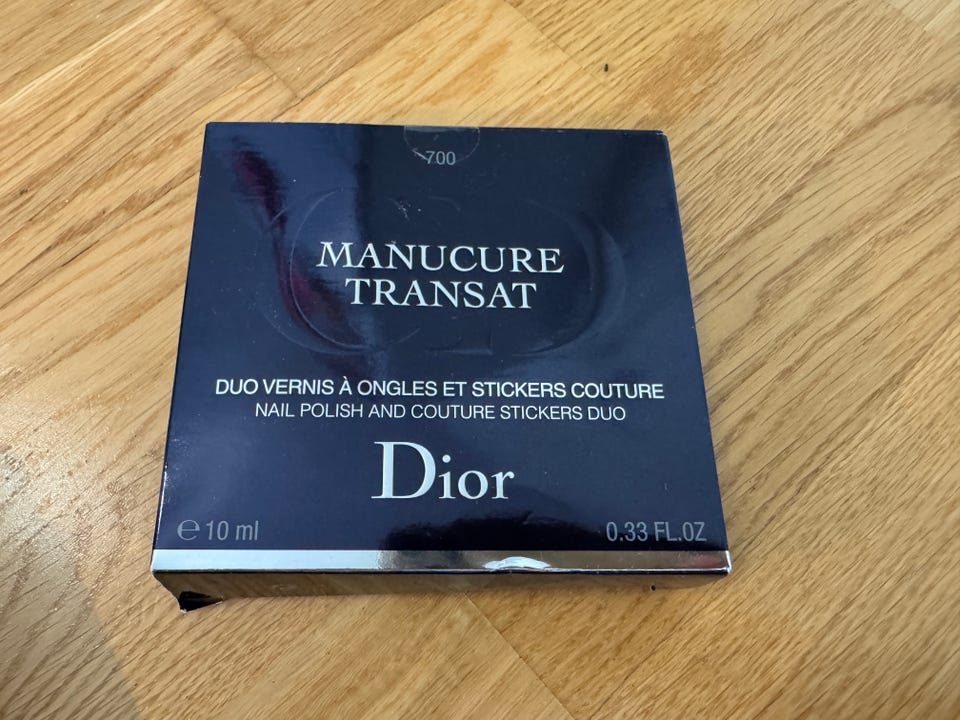 700
MANUCURE
TRANSAT
DUO VERNIS À ONGLES ET STICKERS COUTURE
NAIL POLISH AND COUTURE STICKERS DUO
Dior
℮ 10 ml
0.33 FL.OZ